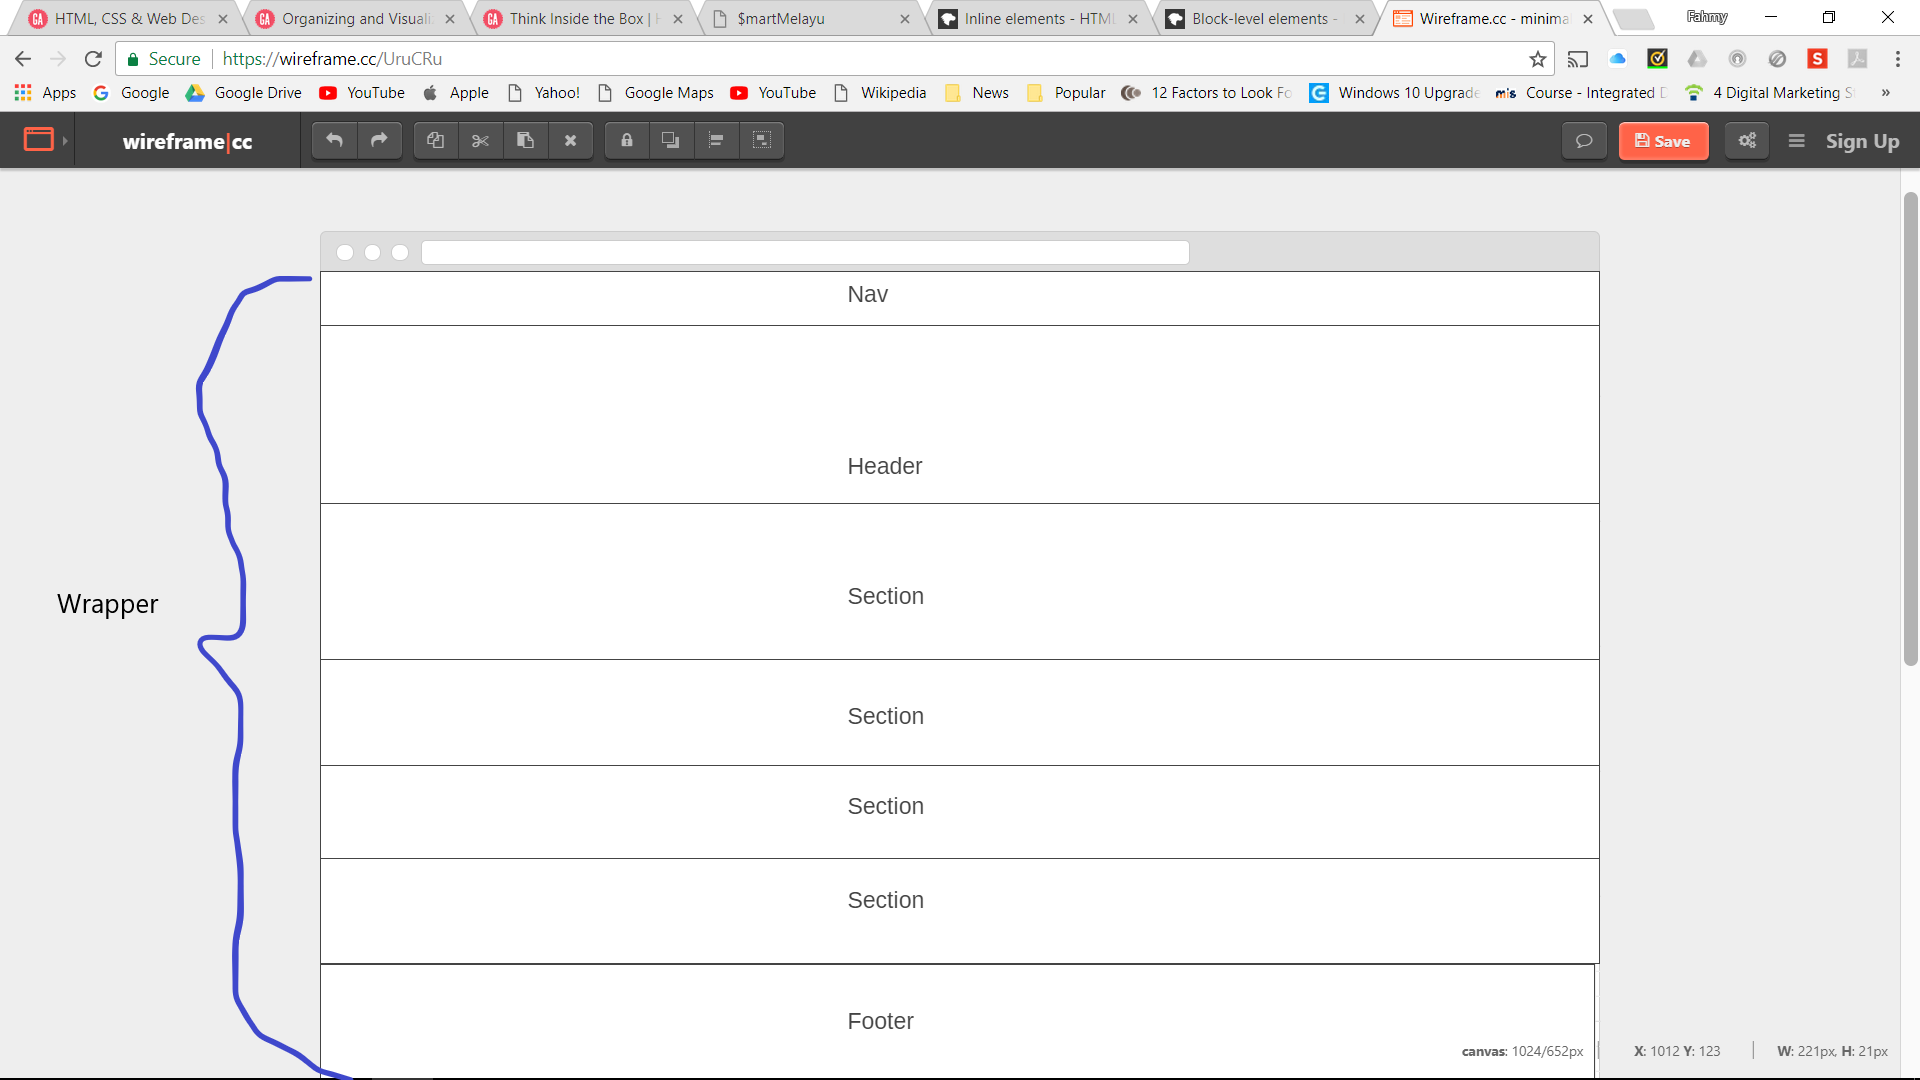 HTML, CSS & Web Des
Organizing and Visuali
Think Inside the Box | H
$martMelayu
Inline elements - HTML
Block-level elements -
Wireframe.cc - minimal
Fahmy
Secure
https://wireframe.cc/UruCRu
Apps
Google
Google Drive
YouTube
Apple
Yahoo!
Google Maps
YouTube
Wikipedia
News
Popular
12 Factors to Look Fo
Windows 10 Upgrade
Course - Integrated D
4 Digital Marketing St
»
wireframe|cc
Save
Sign Up
Nav
Header
Section
Wrapper
Section
Section
Section
Footer
canvas: 1024/652px
X: 1012 Y: 123
W: 221px, H: 21px